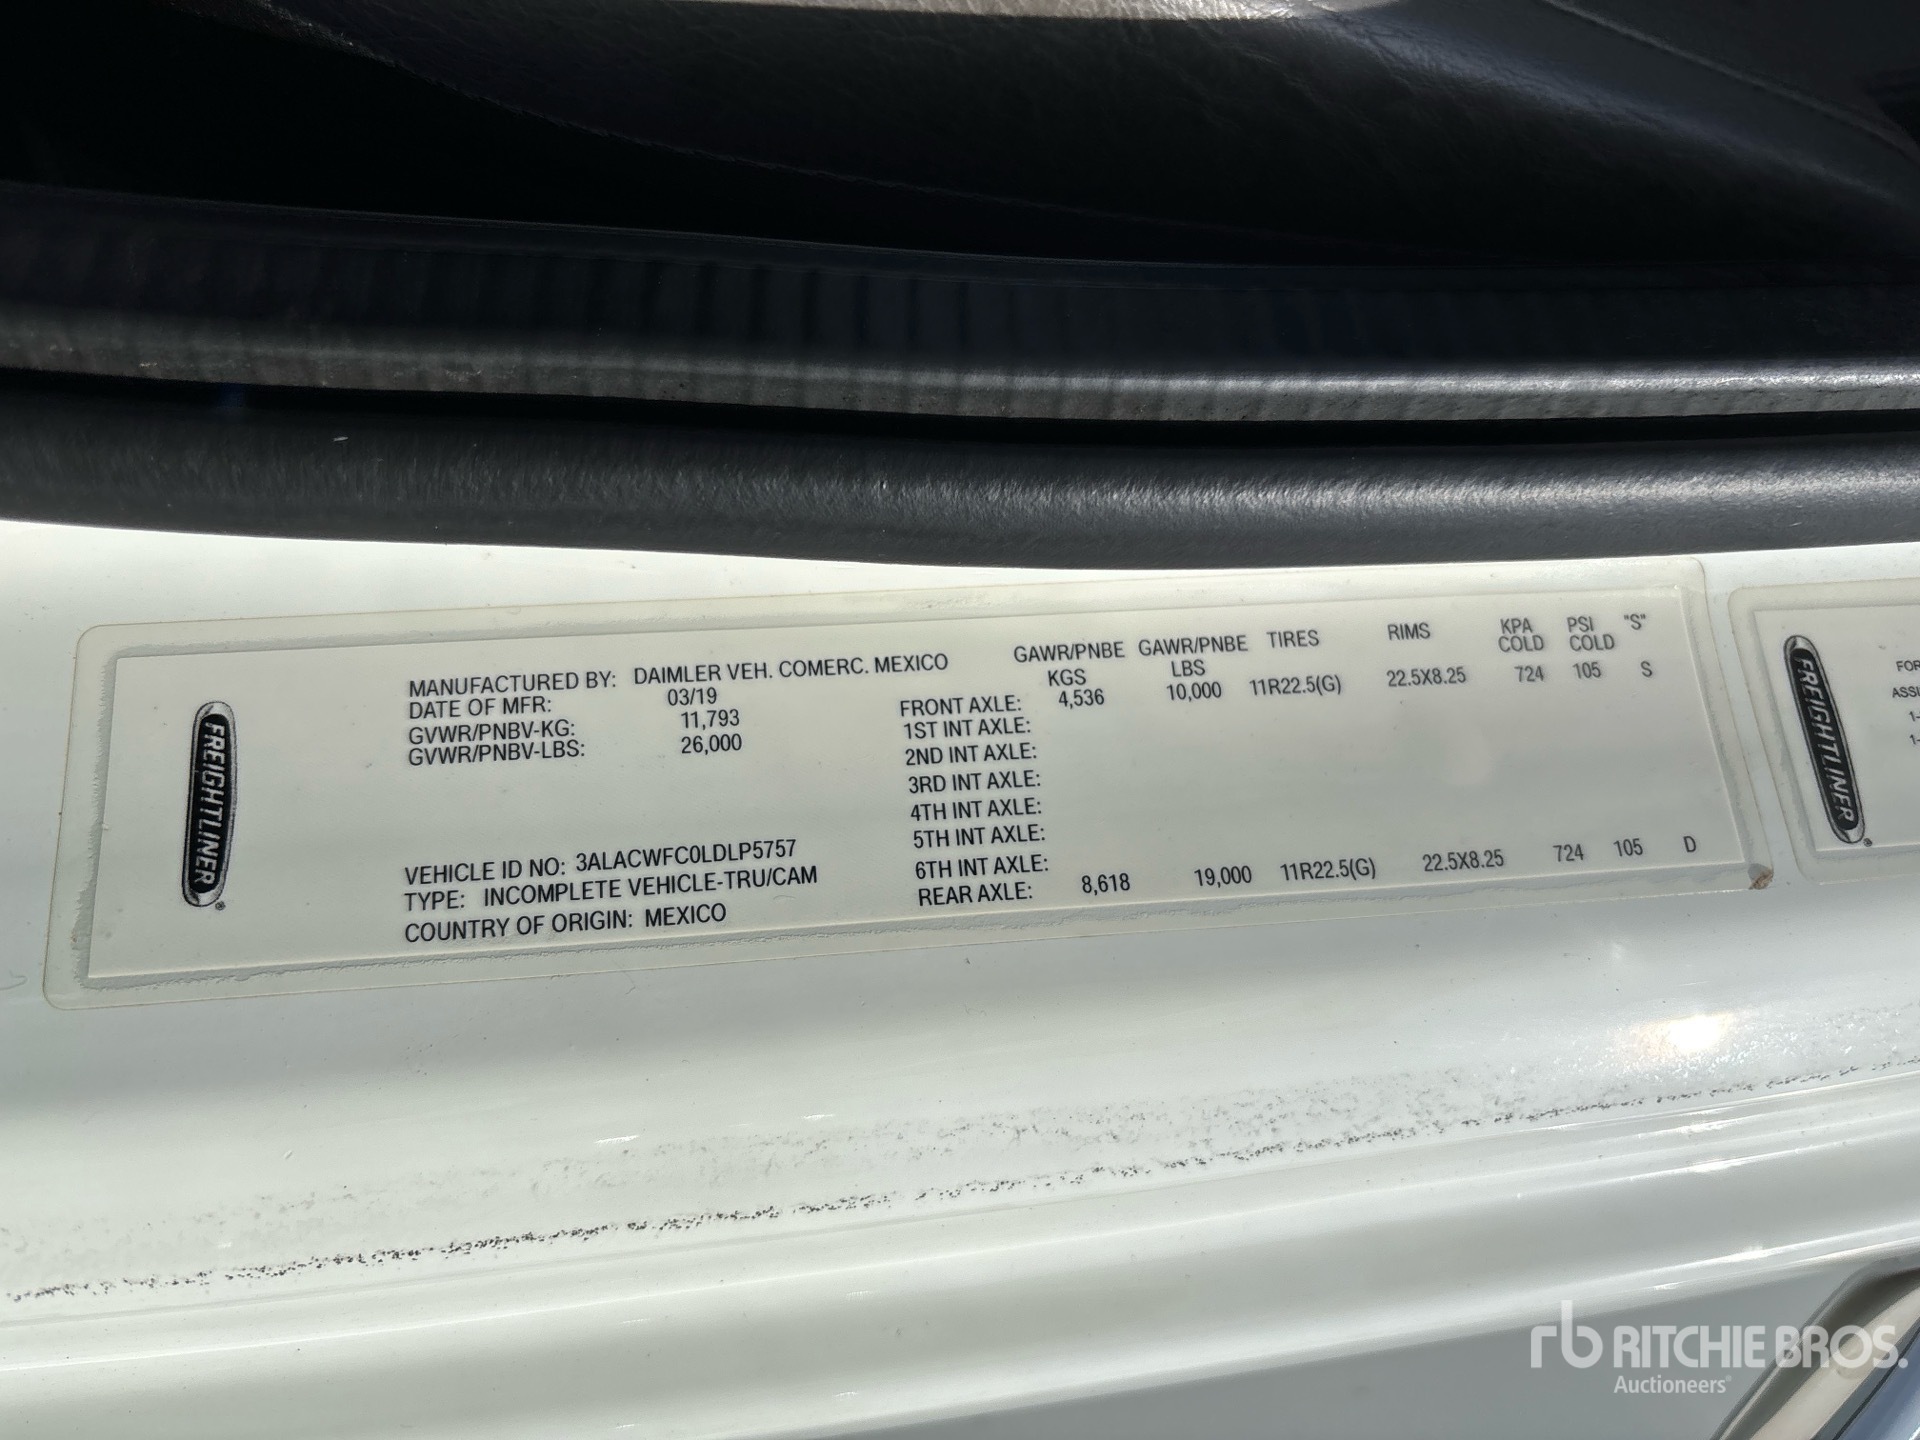 FREIGHTLINER®
MANUFACTURED BY: DAIMLER VEH. COMERC. MEXICO
DATE OF MFR: 03/19
GVWR/PNBV-KG: 11,793
GVWR/PNBV-LBS: 26,000
VEHICLE ID NO: 3ALACWFC0LDLP5757
TYPE: INCOMPLETE VEHICLE-TRU/CAM
COUNTRY OF ORIGIN: MEXICO
GAWR/PNBE GAWR/PNBE TIRES RIMS KPA PSI "S"
KGS LBS COLD COLD
FRONT AXLE: 4,536 10,000 11R22.5(G) 22.5X8.25 724 105 S
1ST INT AXLE:
2ND INT AXLE:
3RD INT AXLE:
4TH INT AXLE:
5TH INT AXLE:
6TH INT AXLE:
REAR AXLE: 8,618 19,000 11R22.5(G) 22.5X8.25 724 105 D
FREIGHTLINER®
FOR
ASSI
1-
1-
rb RITCHIE BROS.
Auctioneers